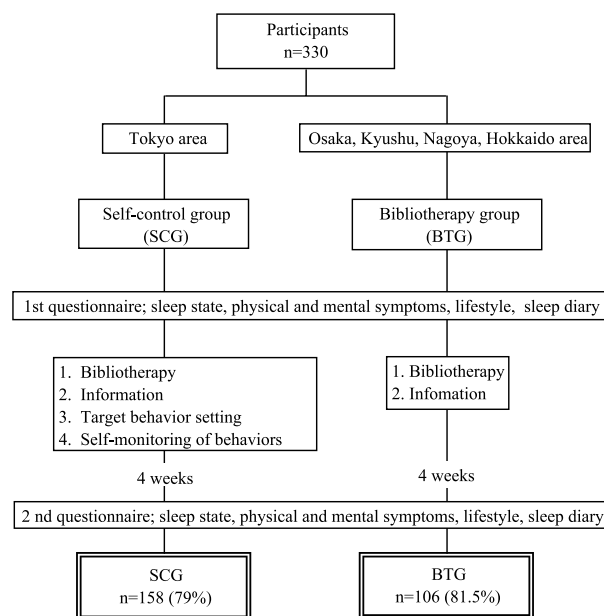 Participants
n=330
Tokyo area
Osaka, Kyushu, Nagoya, Hokkaido area
Self-control group
(SCG)
Bibliotherapy group
(BTG)
1st questionnaire; sleep state, physical and mental symptoms, lifestyle, sleep diary
1. Bibliotherapy
2. Information
3. Target behavior setting
4. Self-monitoring of behaviors
1. Bibliotherapy
2. Infomation
4 weeks
4 weeks
2 nd questionnaire; sleep state, physical and mental symptoms, lifestyle, sleep diary
SCG
n=158 (79%)
BTG
n=106 (81.5%)